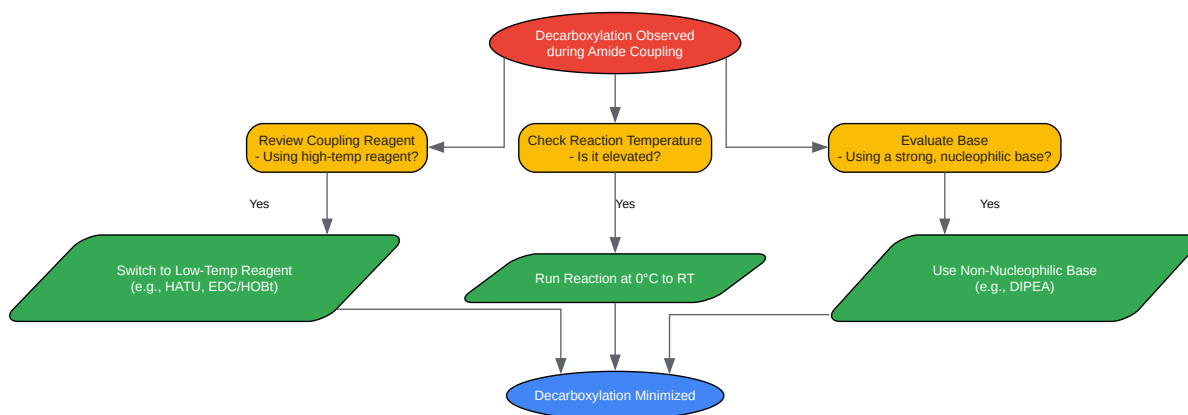 Decarboxylation Observed
during Amide Coupling
Review Coupling Reagent
- Using high-temp reagent?
Check Reaction Temperature
- Is it elevated?
Evaluate Base
- Using a strong, nucleophilic base?
Yes
Yes
Yes
Switch to Low-Temp Reagent
(e.g., HATU, EDC/HOBt)
Run Reaction at 0°C to RT
Use Non-Nucleophilic Base
(e.g., DIPEA)
Decarboxylation Minimized